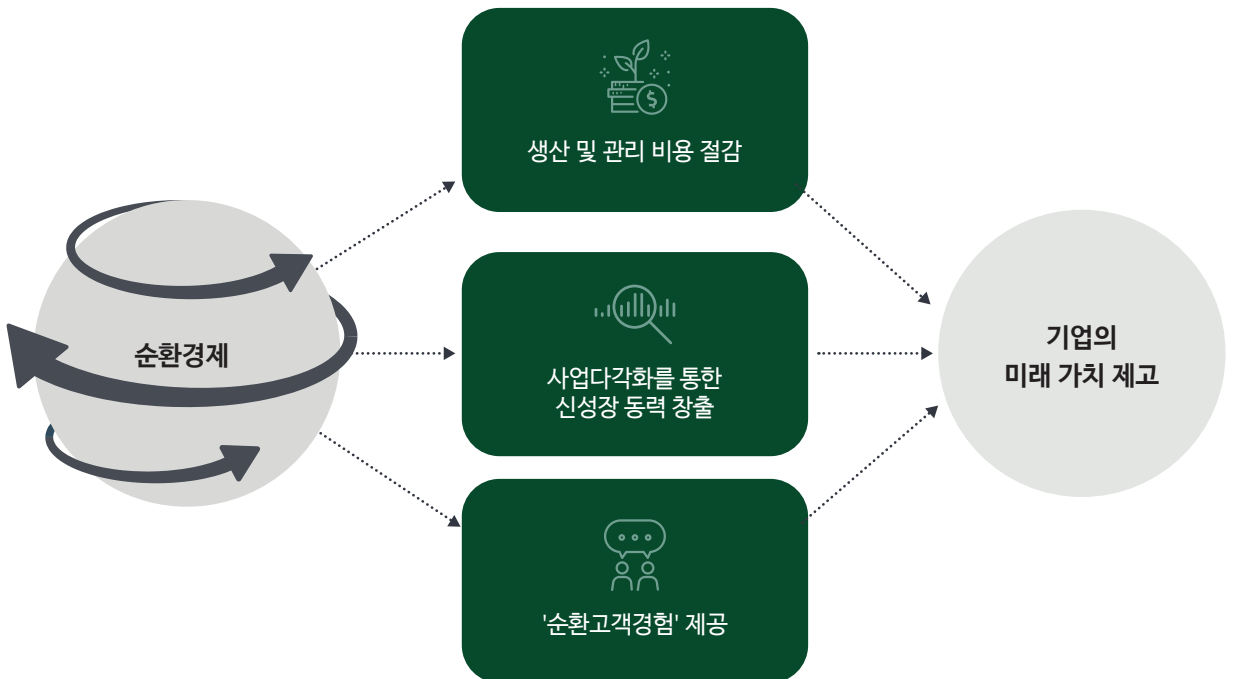 생산 및 관리 비용 절감
순환경제
사업다각화를 통한
신성장 동력 창출
'순환고객경험' 제공
기업의
미래 가치 제고